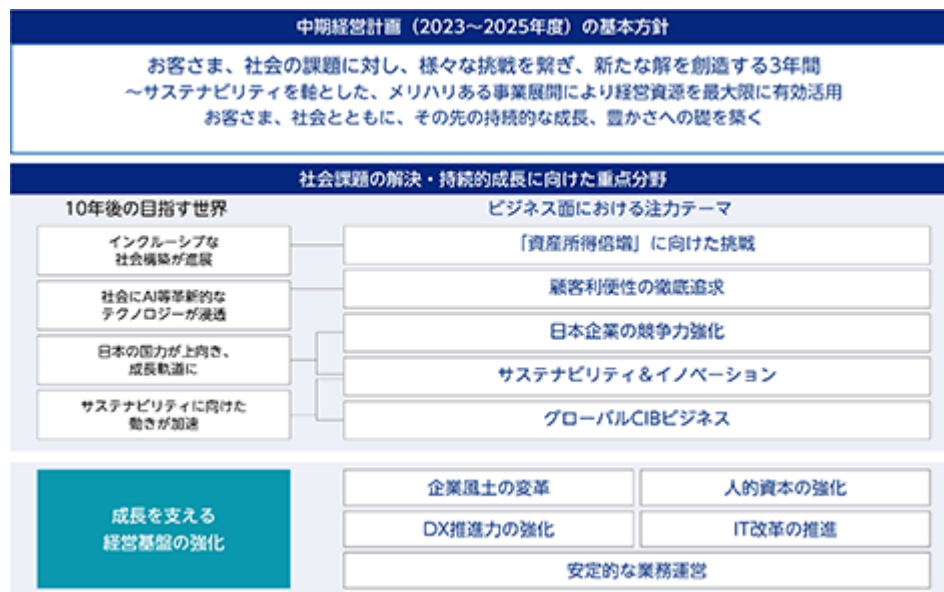 中期経営計画（2023～2025年度）の基本方針
お客さま、社会の課題に対し、様々な挑戦を繋ぎ、新たな解を創造する3年間
～サステナビリティを軸とした、メリハリある事業展開により経営資源を最大限に有効活用
お客さま、社会とともに、その先の持続的な成長、豊かさへの礎を築く
社会課題の解決・持続的成長に向けた重点分野
10年後の目指す世界
ビジネス面における注力テーマ
インクルーシブな
社会構築が進展
「資産所得倍増」に向けた挑戦
社会にAI等革新的な
テクノロジーが浸透
顧客利便性の徹底追求
日本の国力が上向き、
成長軌道に
日本企業の競争力強化
サステナビリティ＆イノベーション
サステナビリティに向けた
動きが加速
グローバルCIBビジネス
成長を支える
経営基盤の強化
企業風土の変革
人的資本の強化
DX推進力の強化
IT改革の推進
安定的な業務運営